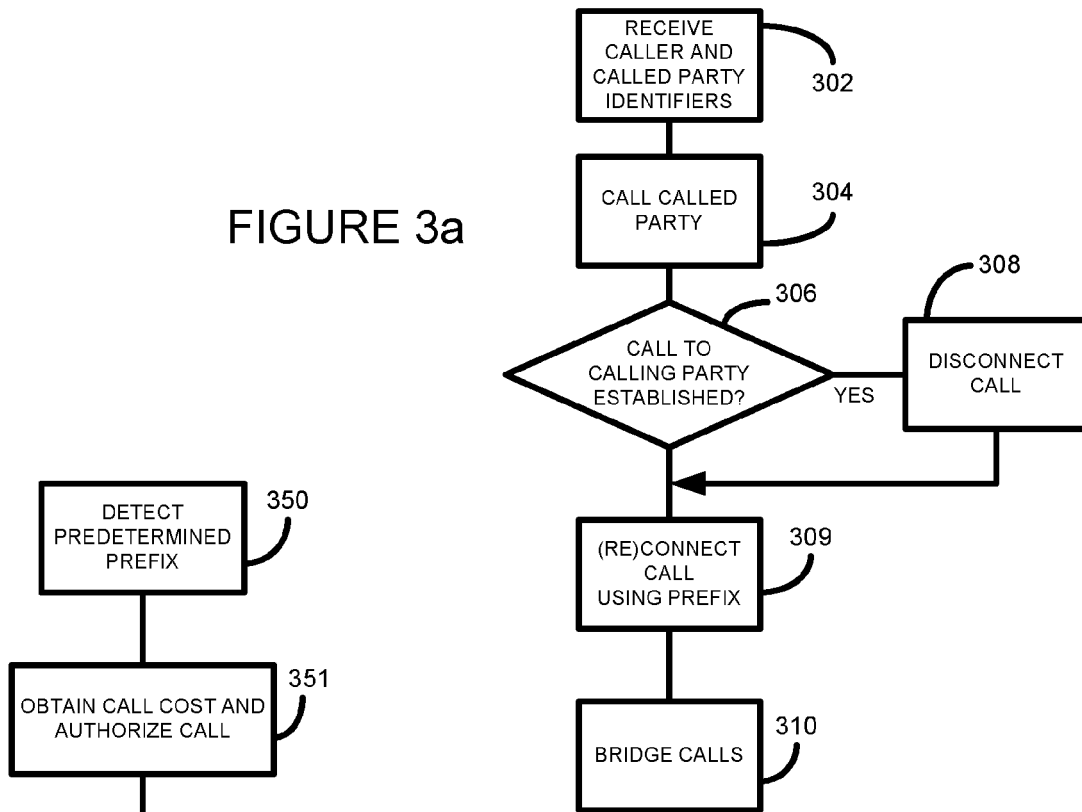 RECEIVE
CALLER AND
CALLED PARTY
IDENTIFIERS
302
CALL CALLED
PARTY
304
FIGURE 3a
306
308
CALL TO
CALLING PARTY
ESTABLISHED?
YES
DISCONNECT
CALL
DETECT
PREDETERMINED
PREFIX
350
(RE)CONNECT
CALL
USING PREFIX
309
OBTAIN CALL COST AND
AUTHORIZE CALL
351
BRIDGE CALLS
310